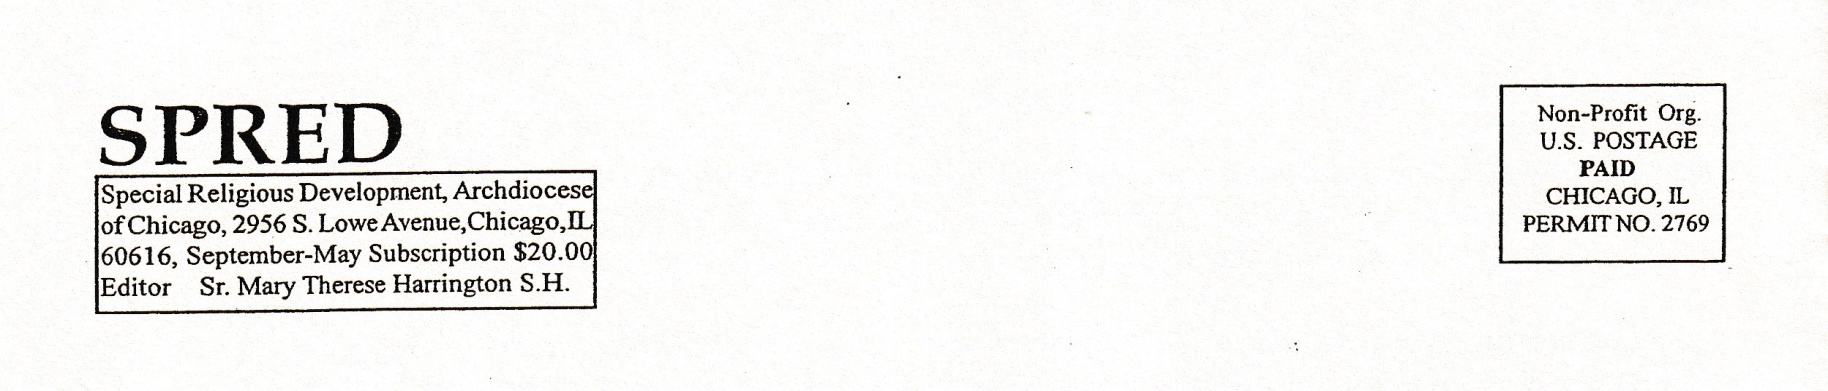 SPRED
Special Religious Development, Archdiocese
of Chicago, 2956 S. Lowe Avenue,Chicago,IL
60616, September-May Subscription $20.00
Editor Sr. Mary Therese Harrington S.H.
Non-Profit Org.
U.S. POSTAGE
PAID
CHICAGO, IL
PERMIT NO. 2769